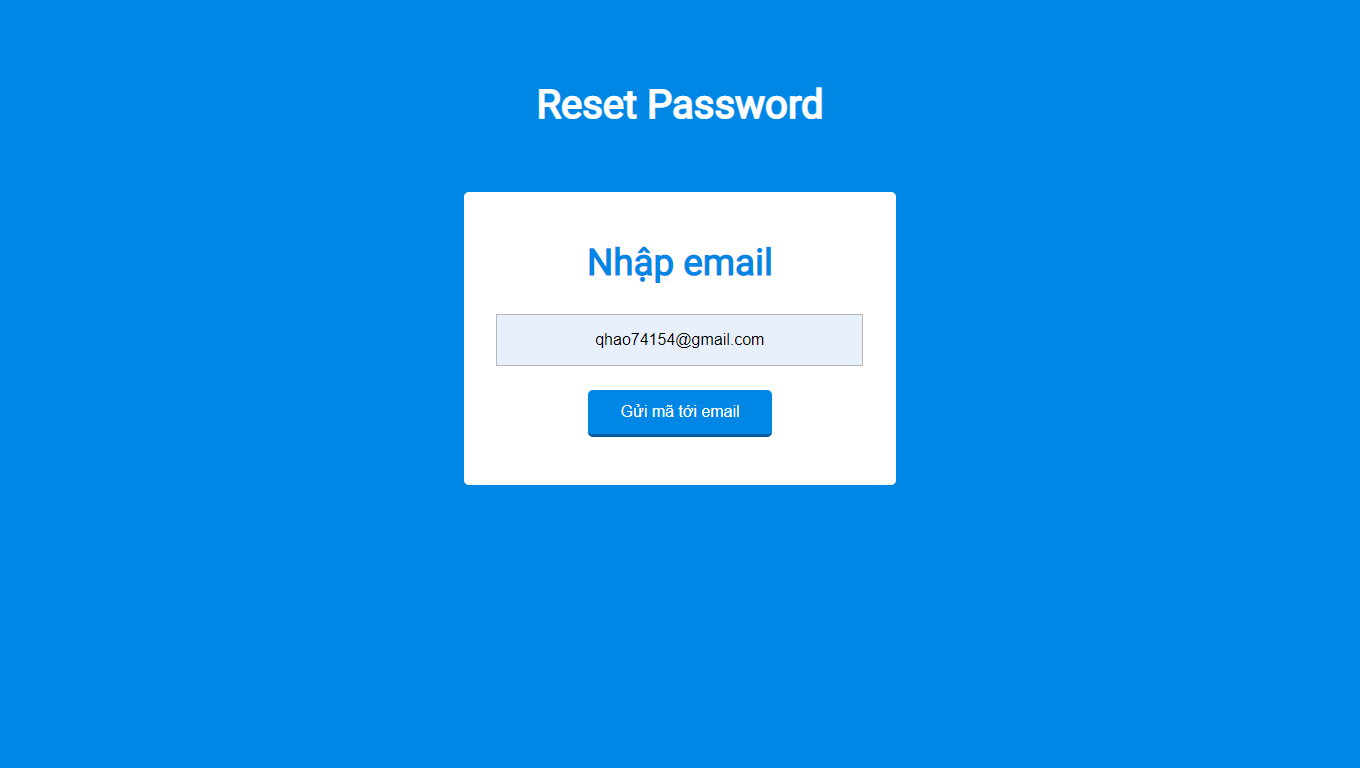 Reset Password
Nhập email
qhao74154@gmail.com
Gửi mã tới email